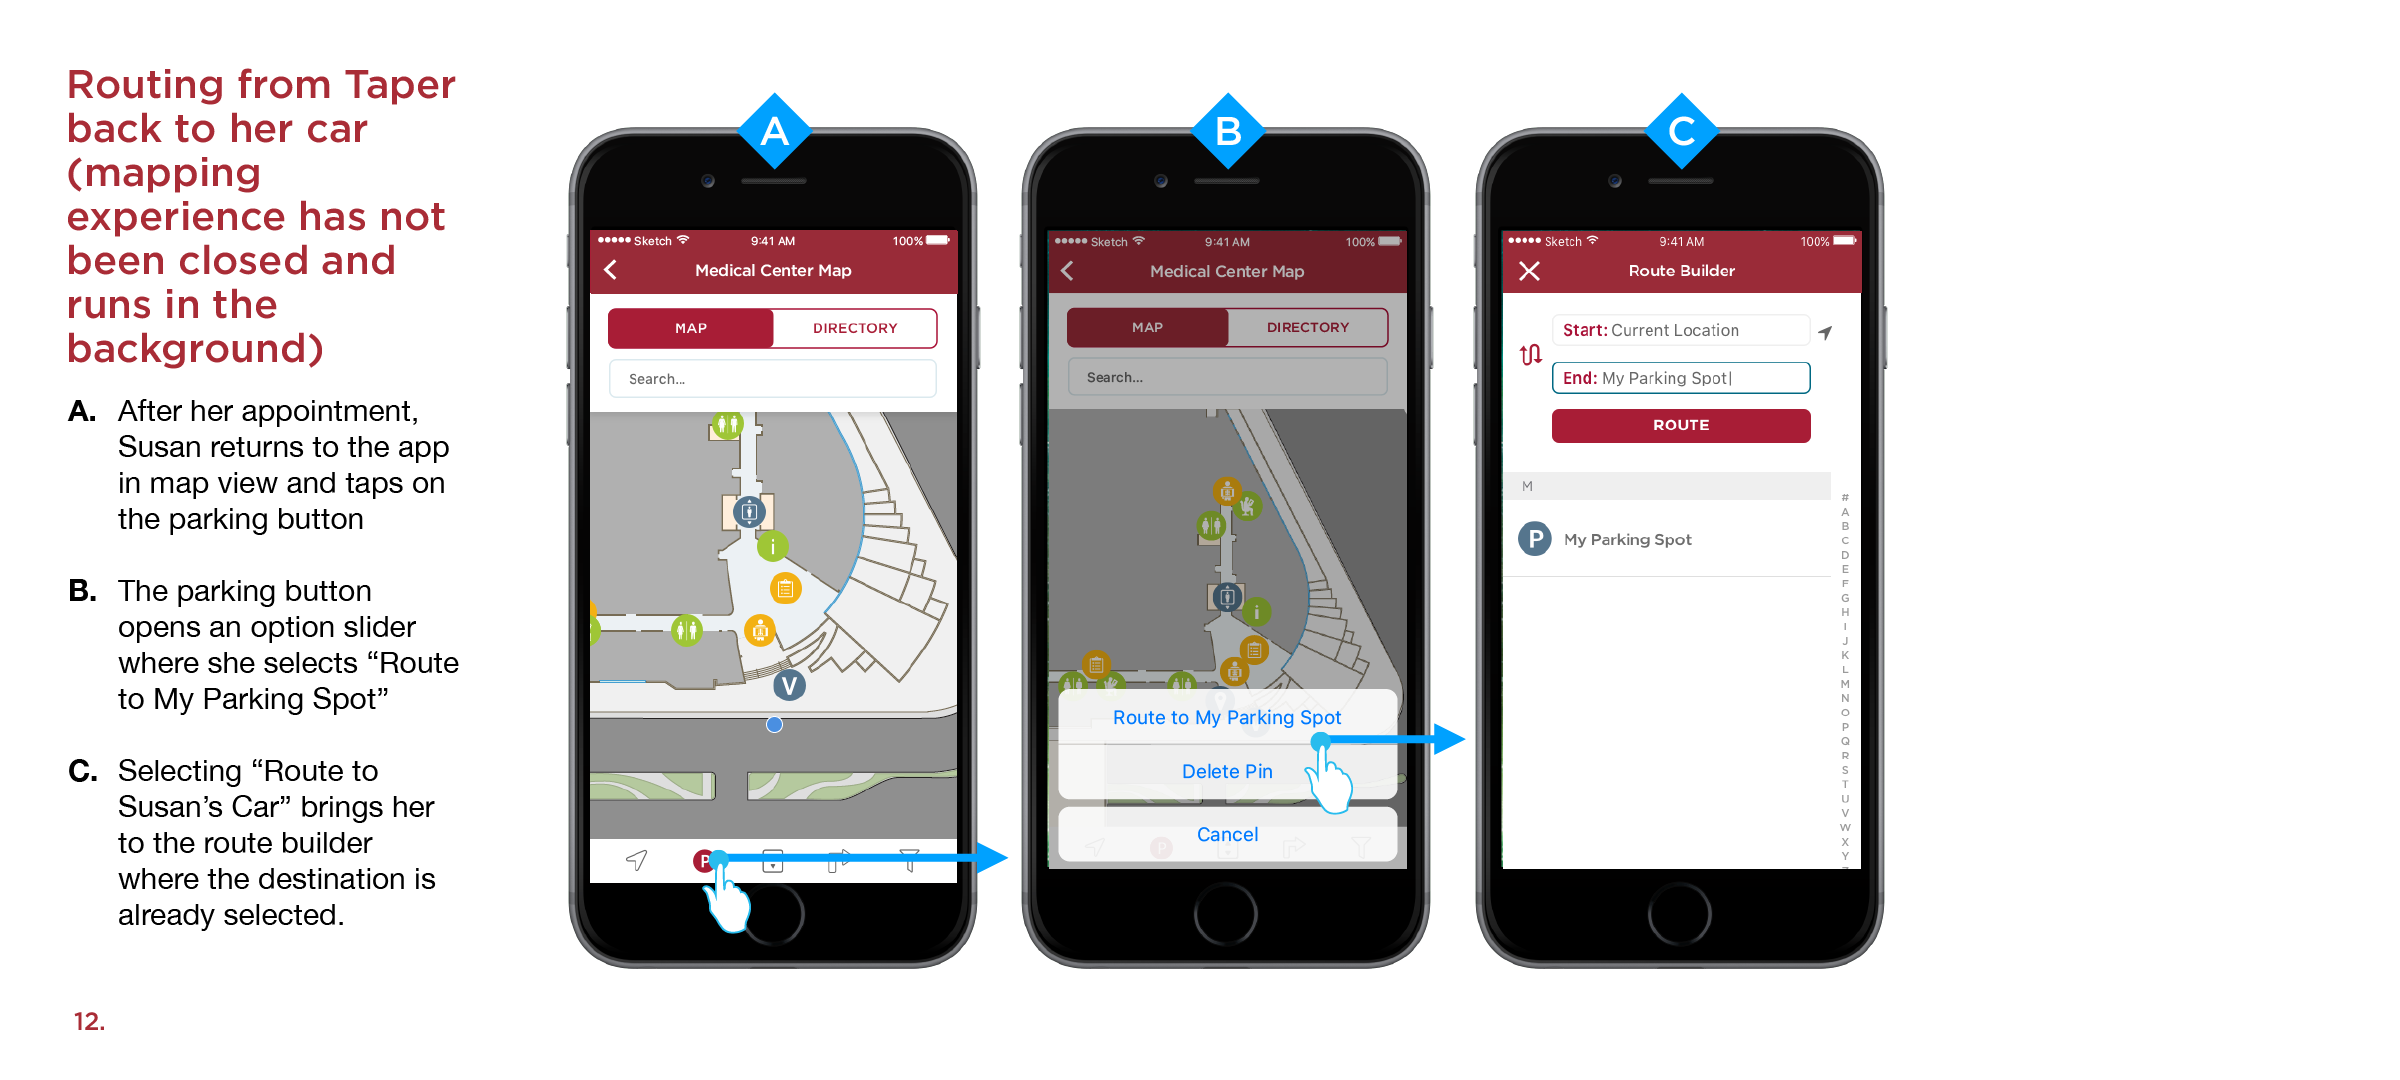 Routing from Taper
back to her car
(mapping
experience has not
been closed and
runs in the
background)
A. After her appointment,
Susan returns to the app
in map view and taps on
the parking button
B. The parking button
opens an option slider
where she selects “Route
to My Parking Spot”
C. Selecting “Route to
Susan’s Car” brings her
to the route builder
where the destination is
already selected.
12.
A
Sketch 9:41 AM 100%
Medical Center Map
MAP DIRECTORY
Search...
i
V
P
B
Sketch 9:41 AM 100%
Medical Center Map
MAP DIRECTORY
Search...
i
Route to My Parking Spot
Delete Pin
Cancel
P
C
Sketch 9:41 AM 100%
Route Builder
Start: Current Location
End: My Parking Spot
ROUTE
M
P My Parking Spot
#
A
B
C
D
E
F
G
H
I
J
K
L
M
N
O
P
Q
R
S
T
U
V
W
X
Y